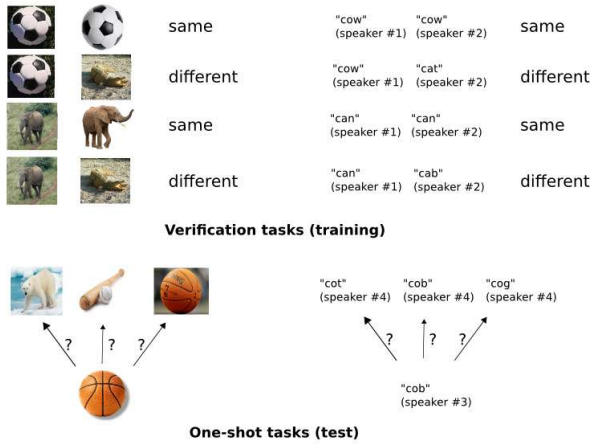 same "cow" (speaker #1) "cow" (speaker #2) same
different "cow" (speaker #1) "cat" (speaker #2) different
same "can" (speaker #1) "can" (speaker #2) same
different "can" (speaker #1) "cab" (speaker #2) different
Verification tasks (training)
"cot" (speaker #4) "cob" (speaker #4) "cog" (speaker #4)
? ? ? ? ? ?
"cob" (speaker #3)
One-shot tasks (test)